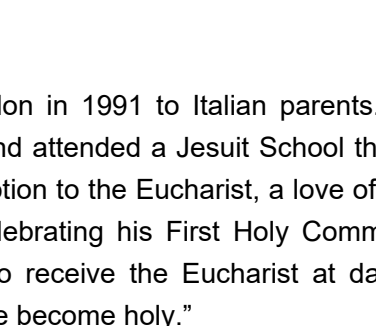 don in 1991 to Italian parents.
nd attended a Jesuit School th
otion to the Eucharist, a love of
lebrating his First Holy Comm
o receive the Eucharist at da
e become holy.”